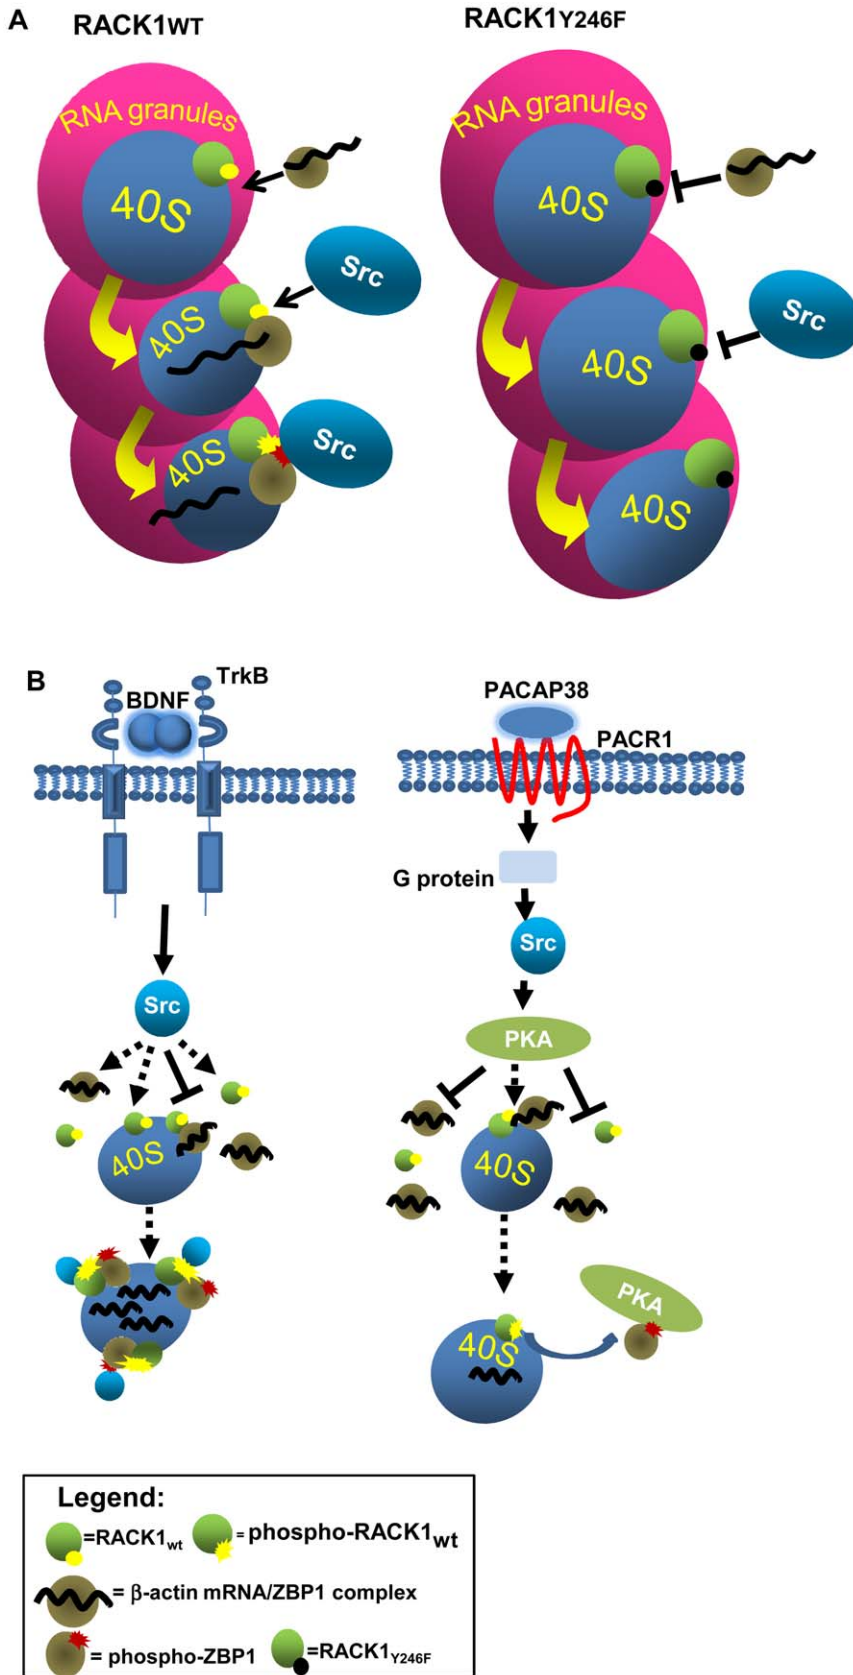 A
RACK1WT
RACK1Y246F
RNA granules
RNA granules
40S
40S
Src
Src
40S
40S
Src
40S
40S
B
TrkB
BDNF
PACAP38
PACR1
G protein
Src
Src
PKA
40S
40S
PKA
40S
Legend:
=RACK1wt
= phospho-RACK1wt
= β-actin mRNA/ZBP1 complex
= phospho-ZBP1
=RACK1Y246F